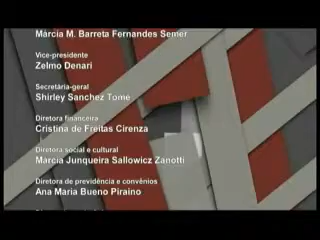 Márcia M. Barreta Fernandes Semer
Vice-presidente
Zelmo Denari
Secretária-geral
Shirley Sanchez Tomé
Diretora financeira
Cristina de Freitas Cirenza
Diretora social e cultural
Márcia Junqueira Sallowicz Zanotti
Diretora de previdência e convênios
Ana Maria Bueno Piraino